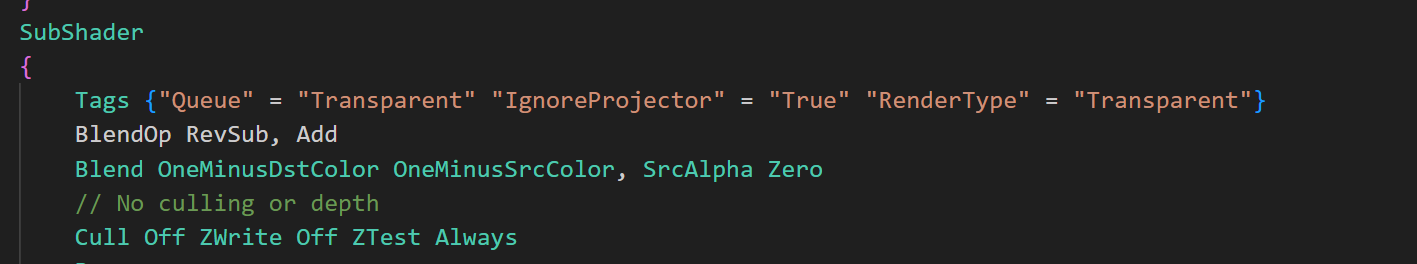 }
SubShader
{
Tags {"Queue" = "Transparent" "IgnoreProjector" = "True" "RenderType" = "Transparent"}
BlendOp RevSub, Add
Blend OneMinusDstColor OneMinusSrcColor, SrcAlpha Zero
// No culling or depth
Cull Off ZWrite Off ZTest Always